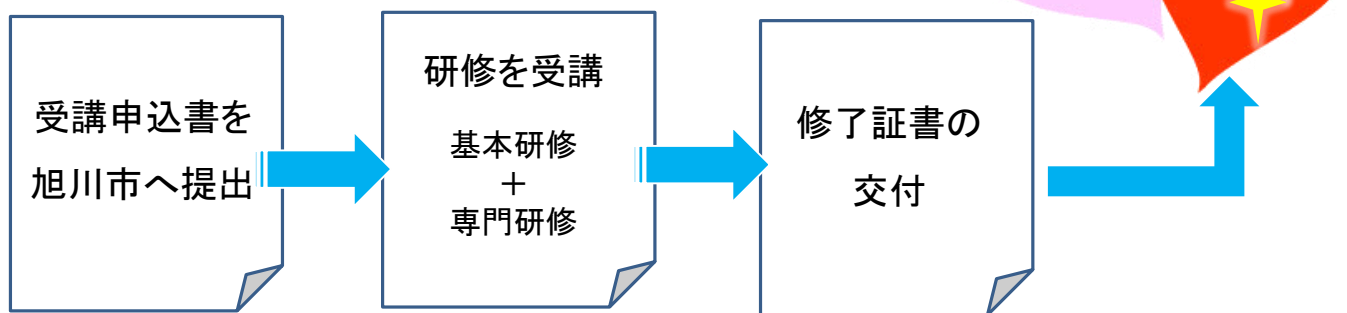 受講申込書を
旭川市へ提出
研修を受講
基本研修
＋
専門研修
修了証書の
交付